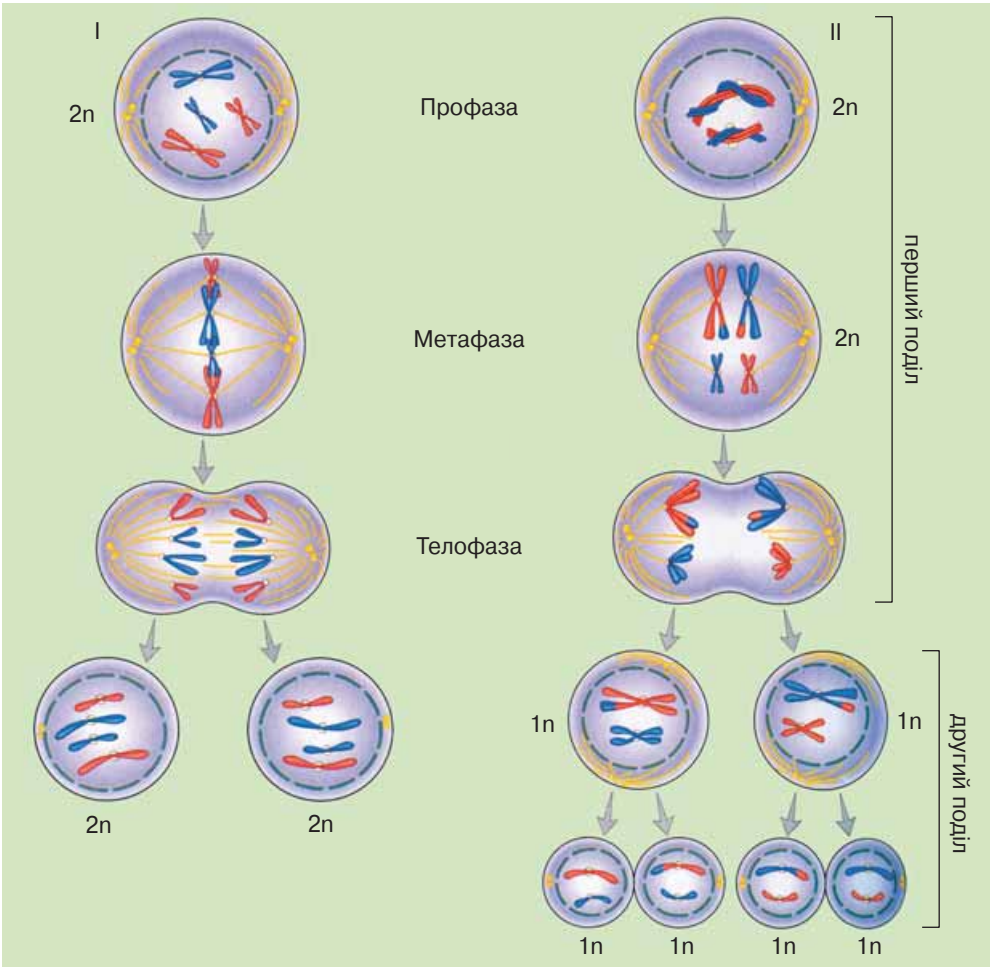 I
II
2n
Профаза
2n
Метафаза
2n
перший поділ
Телофаза
1n
1n
другий поділ
2n
2n
1n
1n
1n
1n